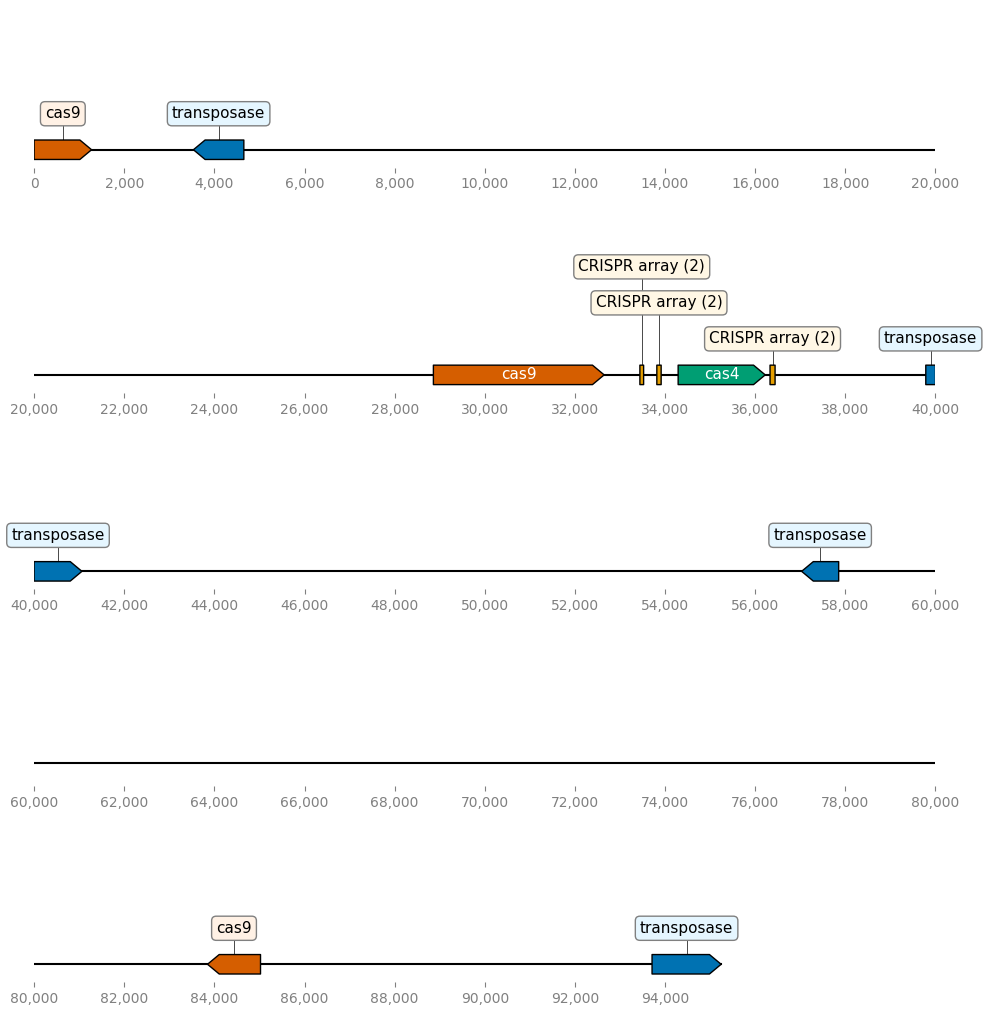 cas9 transposase
0 2,000 4,000 6,000 8,000 10,000 12,000 14,000 16,000 18,000 20,000
CRISPR array (2)
CRISPR array (2)
CRISPR array (2) transposase
cas9 cas4
20,000 22,000 24,000 26,000 28,000 30,000 32,000 34,000 36,000 38,000 40,000
transposase transposase
40,000 42,000 44,000 46,000 48,000 50,000 52,000 54,000 56,000 58,000 60,000
60,000 62,000 64,000 66,000 68,000 70,000 72,000 74,000 76,000 78,000 80,000
cas9 transposase
80,000 82,000 84,000 86,000 88,000 90,000 92,000 94,000